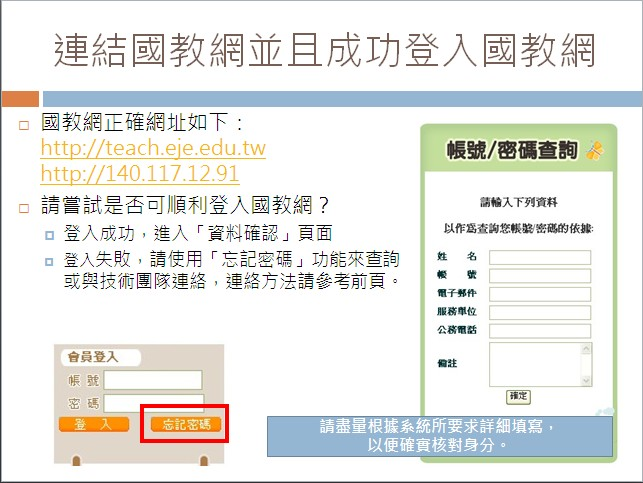 連結國教網並且成功登入國教網
國教網正確網址如下：
http://teach.eje.edu.tw
http://140.117.12.91
請嘗試是否可順利登入國教網？
登入成功，進入「資料確認」頁面
登入失敗，請使用「忘記密碼」功能來查詢
或與技術團隊連絡，連絡方法請參考前頁。
會員登入
帳 號
密 碼
登 入
忘記密碼
帳號/密碼查詢
請輸入下列資料
以作為查詢您帳號/密碼的依據:
姓 名
帳 號
電子郵件
服務單位
公務電話
備註
確定
請盡量根據系統所要求詳細填寫，
以便確實核對身分。